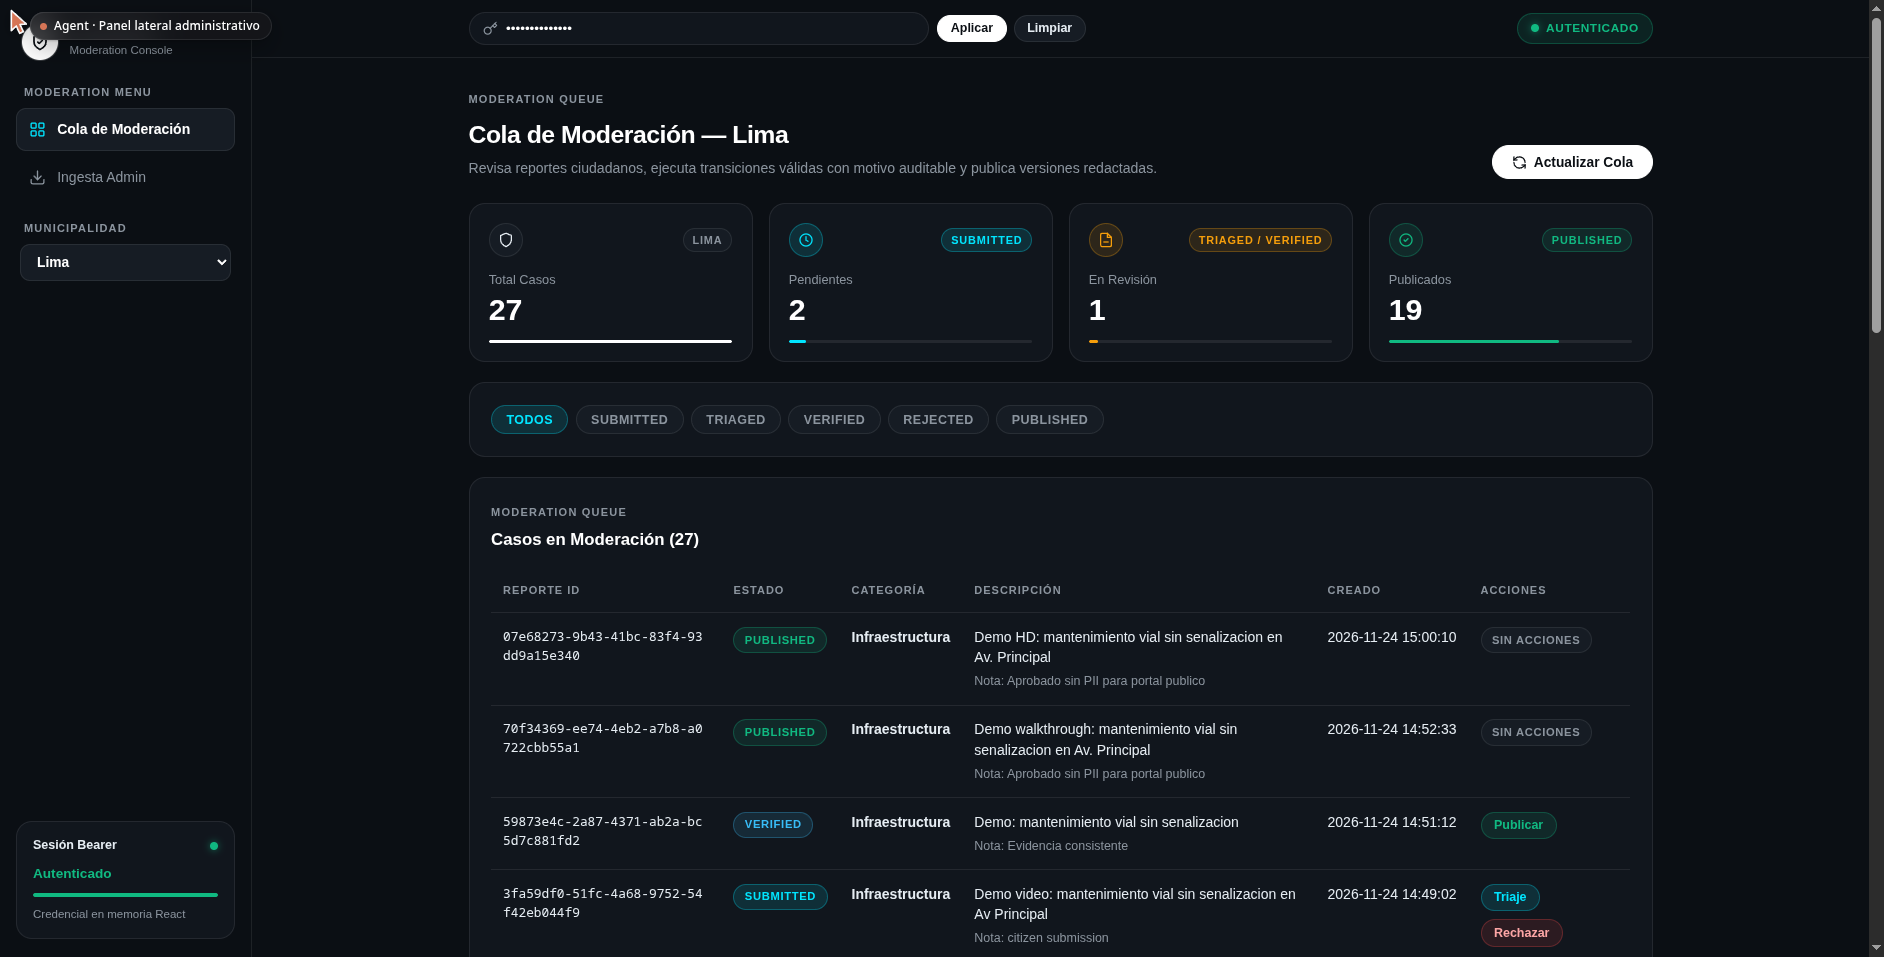 Agent · Panel lateral administrativo
Moderation Console
••••••••••••••
Aplicar
Limpiar
AUTENTICADO
MODERATION MENU
Cola de Moderación
Ingesta Admin
MUNICIPALIDAD
Lima
Sesión Bearer
Autenticado
Credencial en memoria React
MODERATION QUEUE
Cola de Moderación — Lima
Revisa reportes ciudadanos, ejecuta transiciones válidas con motivo auditable y publica versiones redactadas.
Actualizar Cola
LIMA
Total Casos
27
SUBMITTED
Pendientes
2
TRIAGED / VERIFIED
En Revisión
1
PUBLISHED
Publicados
19
TODOS SUBMITTED TRIAGED VERIFIED REJECTED PUBLISHED
MODERATION QUEUE
Casos en Moderación (27)
REPORTE ID ESTADO CATEGORÍA DESCRIPCIÓN CREADO ACCIONES
07e68273-9b43-41bc-83f4-93
dd9a15e340
PUBLISHED
Infraestructura
Demo HD: mantenimiento vial sin senalizacion en
Av. Principal
Nota: Aprobado sin PII para portal publico
2026-11-24 15:00:10
SIN ACCIONES
70f34369-ee74-4eb2-a7b8-a0
722cbb55a1
PUBLISHED
Infraestructura
Demo walkthrough: mantenimiento vial sin
senalizacion en Av. Principal
Nota: Aprobado sin PII para portal publico
2026-11-24 14:52:33
SIN ACCIONES
59873e4c-2a87-4371-ab2a-bc
5d7c881fd2
VERIFIED
Infraestructura
Demo: mantenimiento vial sin senalizacion
Nota: Evidencia consistente
2026-11-24 14:51:12
Publicar
3fa59df0-51fc-4a68-9752-54
f42eb044f9
SUBMITTED
Infraestructura
Demo video: mantenimiento vial sin senalizacion en
Av Principal
Nota: citizen submission
2026-11-24 14:49:02
Triaje
Rechazar